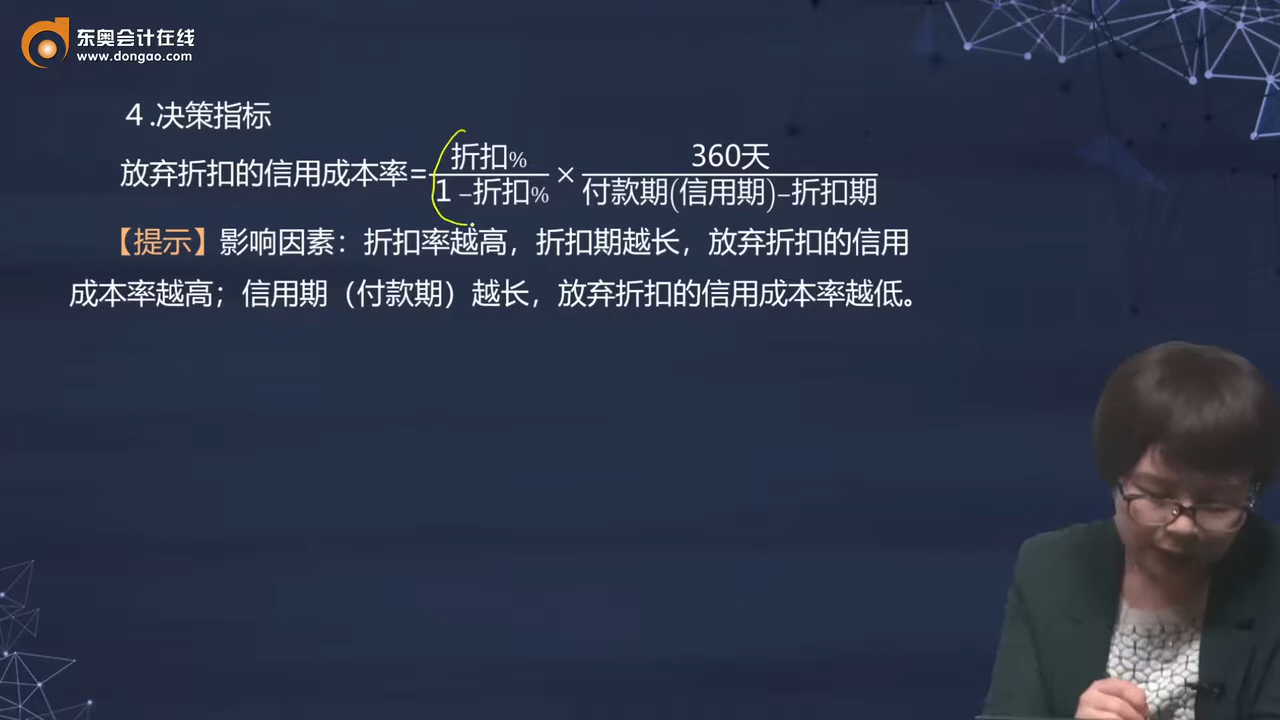 东奥会计在线
www.dongao.com
4.决策指标
放弃折扣的信用成本率=折扣%/1-折扣%×360天/付款期(信用期)-折扣期
【提示】影响因素：折扣率越高，折扣期越长，放弃折扣的信用
成本率越高；信用期（付款期）越长，放弃折扣的信用成本率越低。